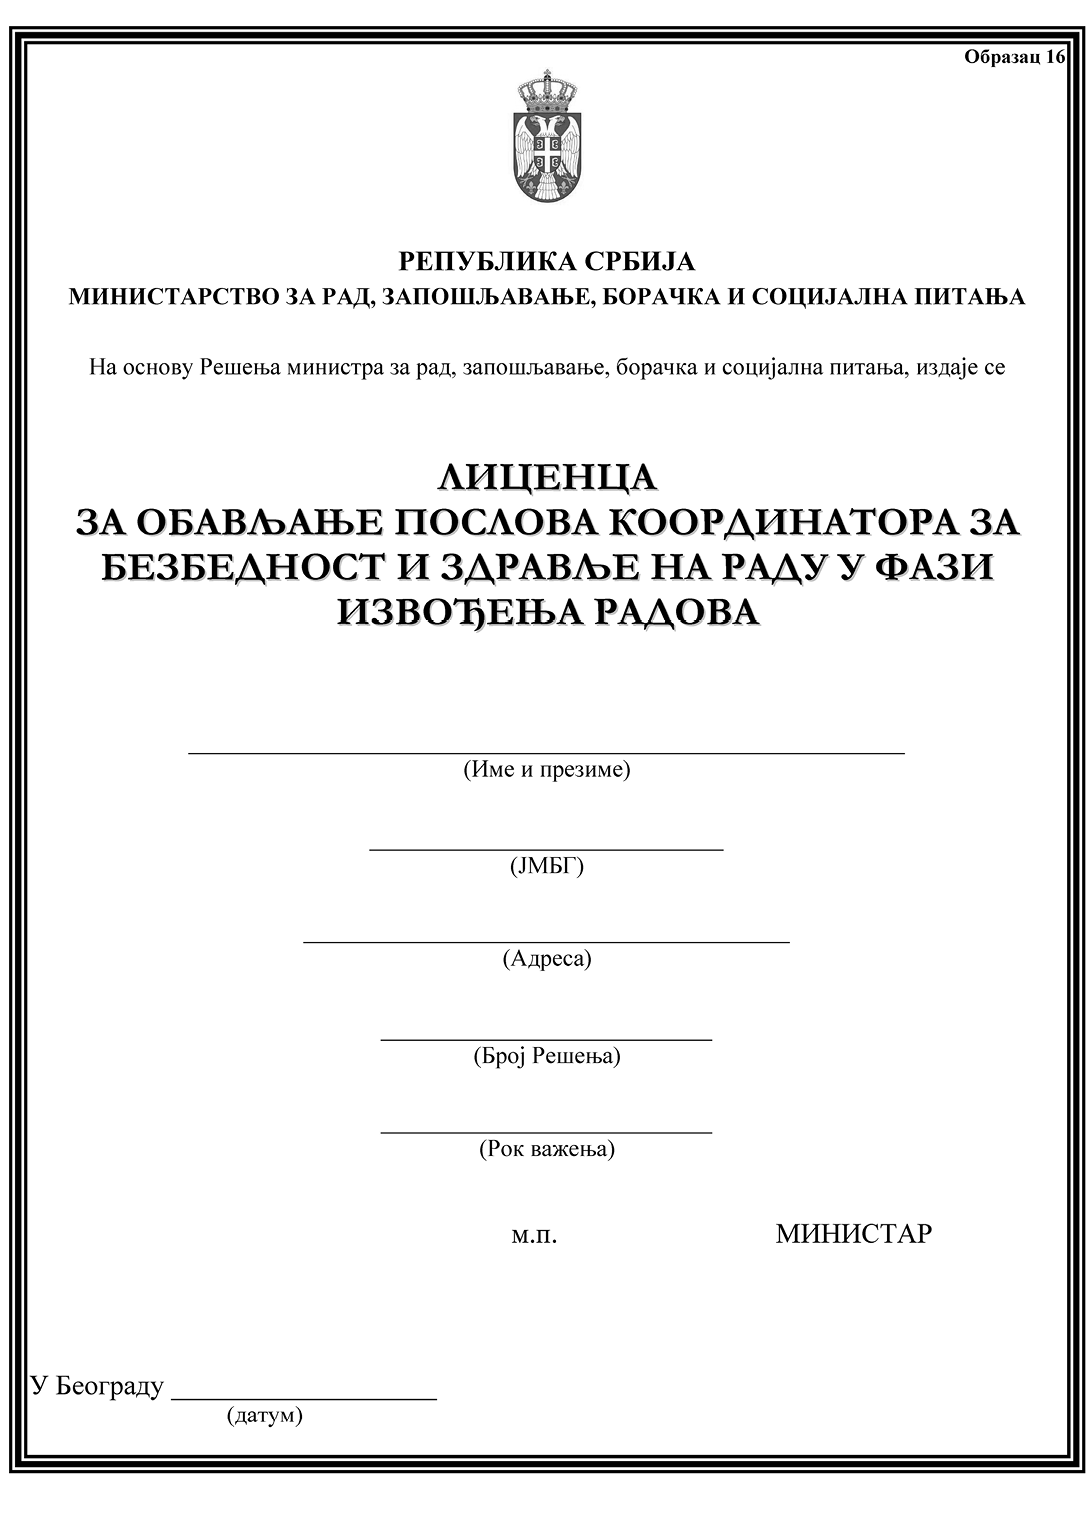 Образац 16
РЕПУБЛИКА СРБИЈА
МИНИСТАРСТВО ЗА РАД, ЗАПОШЉАВАЊЕ, БОРАЧКА И СОЦИЈАЛНА ПИТАЊА
На основу Решења министра за рад, запошљавање, борачка и социјална питања, издаје се
ЛИЦЕНЦА
ЗА ОБАВЉАЊЕ ПОСЛОВА КООРДИНАТОРА ЗА
БЕЗБЕДНОСТ И ЗДРАВЉЕ НА РАДУ У ФАЗИ
ИЗВОЂЕЊА РАДОВА
(Име и презиме)
(ЈМБГ)
(Адреса)
(Број Решења)
(Рок важења)
м.п. МИНИСТАР
У Београду ___________________
(датум)